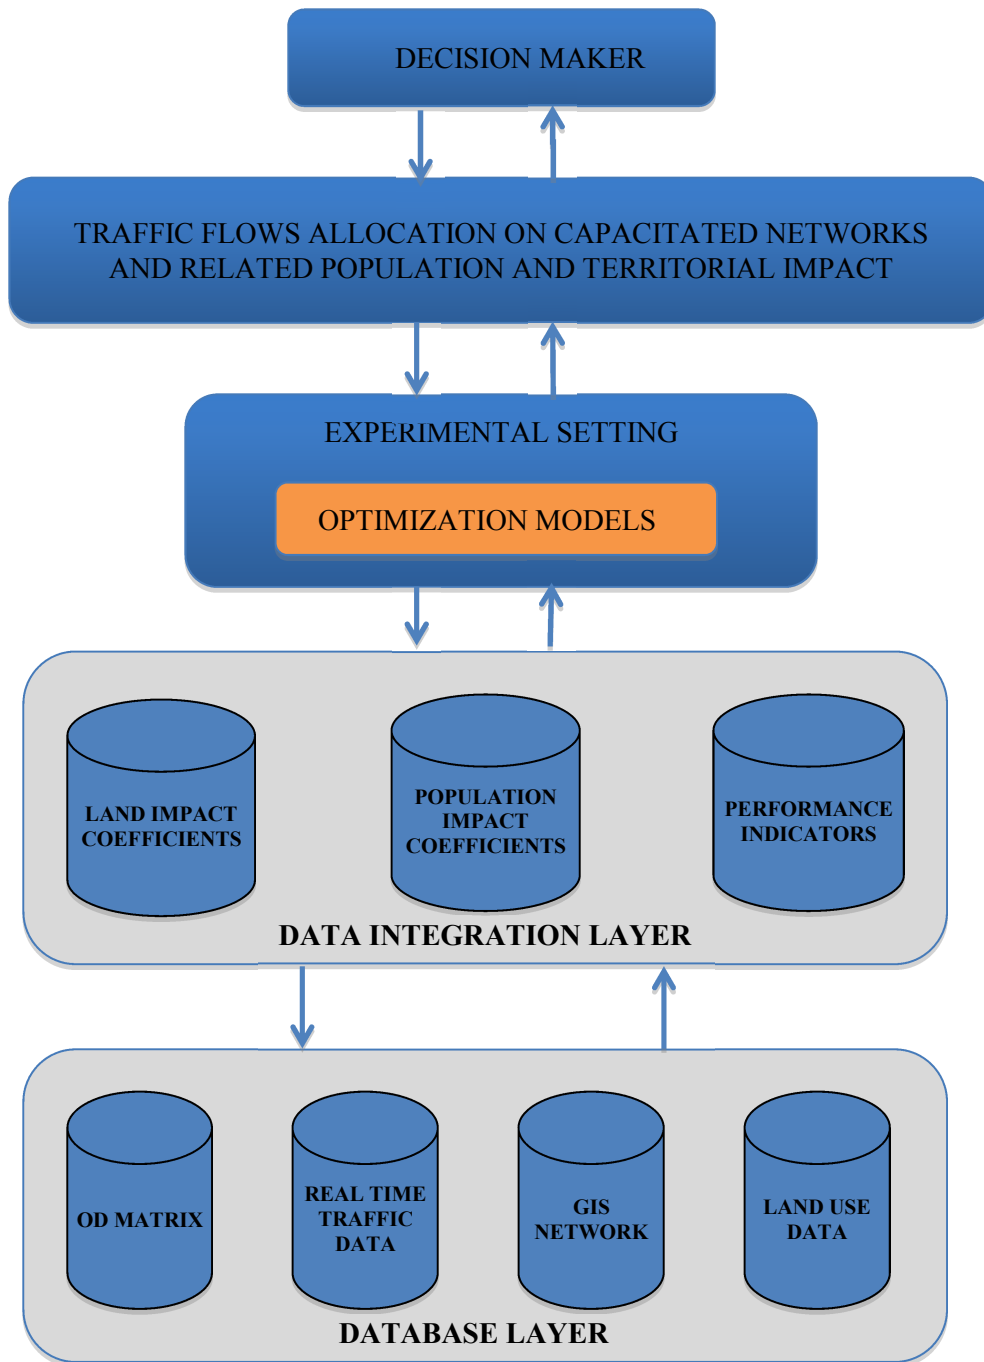 DECISION MAKER
TRAFFIC FLOWS ALLOCATION ON CAPACITATED NETWORKS
AND RELATED POPULATION AND TERRITORIAL IMPACT
EXPERIMENTAL SETTING
OPTIMIZATION MODELS
LAND IMPACT
COEFFICIENTS
POPULATION
IMPACT
COEFFICIENTS
PERFORMANCE
INDICATORS
DATA INTEGRATION LAYER
OD MATRIX
REAL TIME
TRAFFIC
DATA
GIS
NETWORK
LAND USE
DATA
DATABASE LAYER